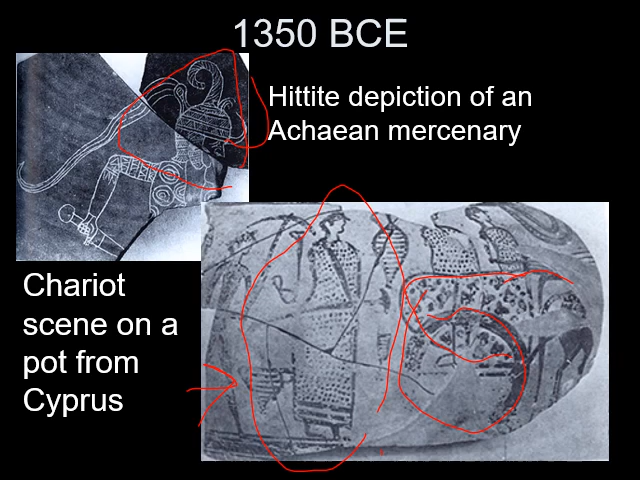 1350 BCE
Hittite depiction of an
Achaean mercenary
Chariot
scene on a
pot from
Cyprus